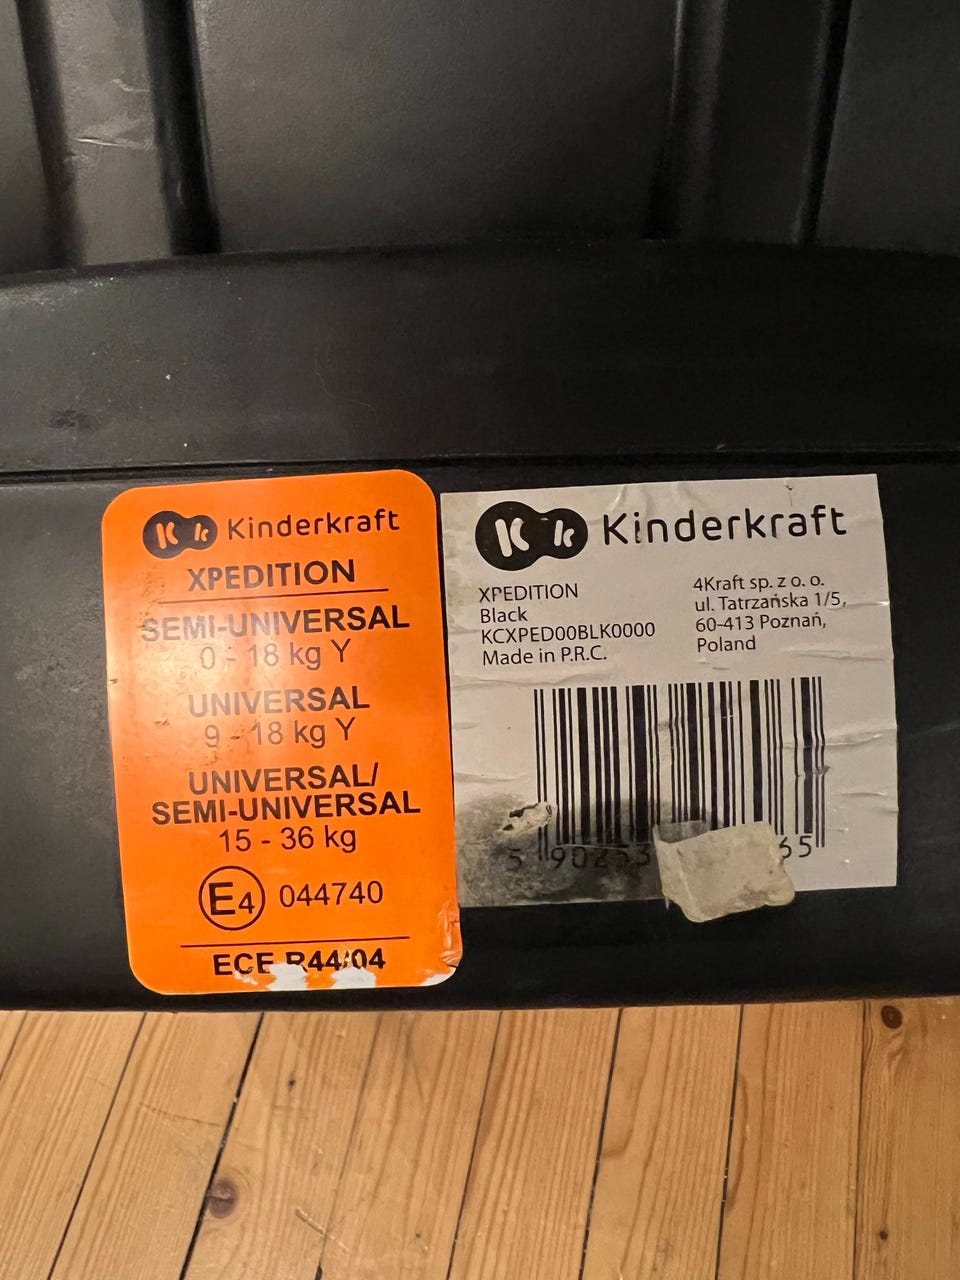 Kinderkraft
XPEDITION
SEMI-UNIVERSAL
0 - 18 kg Y
UNIVERSAL
9 - 18 kg Y
UNIVERSAL/
SEMI-UNIVERSAL
15 - 36 kg
E4 044740
ECE R44/04
Kinderkraft
XPEDITION
Black
KCXPED00BLK0000
Made in P.R.C.
4Kraft sp. z o. o.
ul. Tatrzańska 1/5,
60-413 Poznań,
Poland